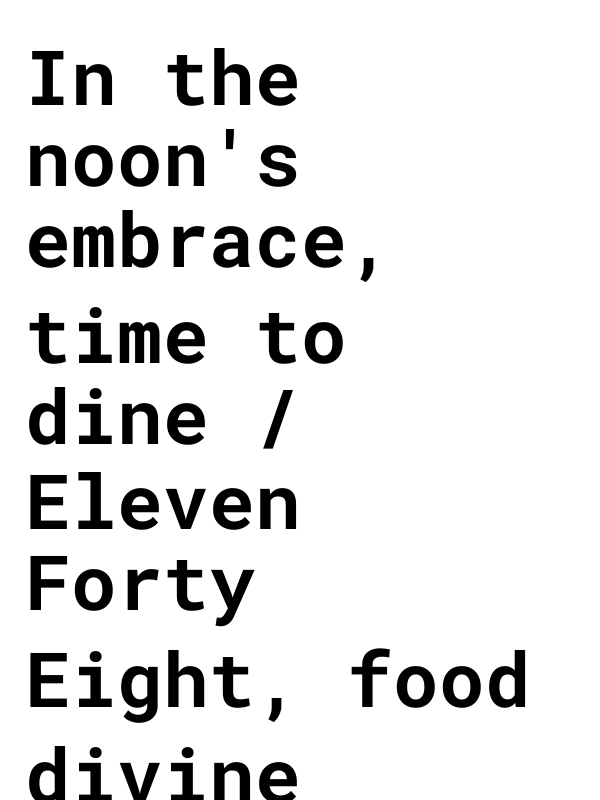 In the
noon's
embrace,
time to
dine /
Eleven
Forty
Eight, food
divine